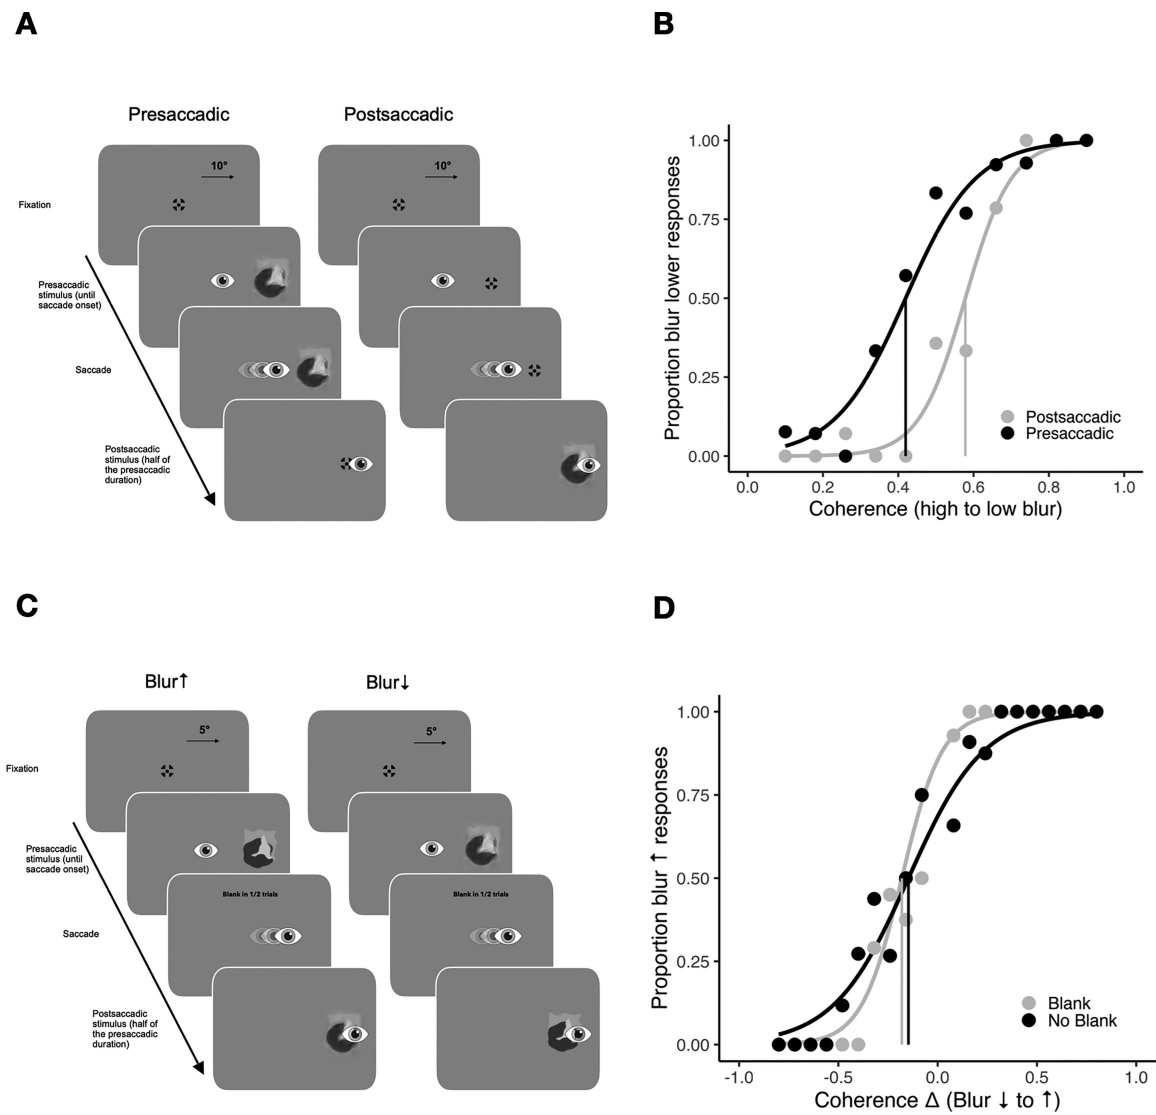 A
Presaccadic
Postsaccadic
10°
10°
Fixation
Presaccadic
stimulus (until
saccade onset)
Saccade
Postsaccadic
stimulus (half of
the presaccadic
duration)
B
Proportion blur lower responses
1.00
0.75
0.50
0.25
0.00
Postsaccadic
Presaccadic
0.0 0.2 0.4 0.6 0.8 1.0
Coherence (high to low blur)
C
Blur↑
Blur↓
5°
5°
Fixation
Presaccadic
stimulus (until
saccade onset)
Blank in 1/2 trials
Blank in 1/2 trials
Saccade
Postsaccadic
stimulus (half of
the presaccadic
duration)
D
Proportion blur ↑ responses
1.00
0.75
0.50
0.25
0.00
Blank
No Blank
-1.0 -0.5 0.0 0.5 1.0
Coherence Δ (Blur ↓ to ↑)